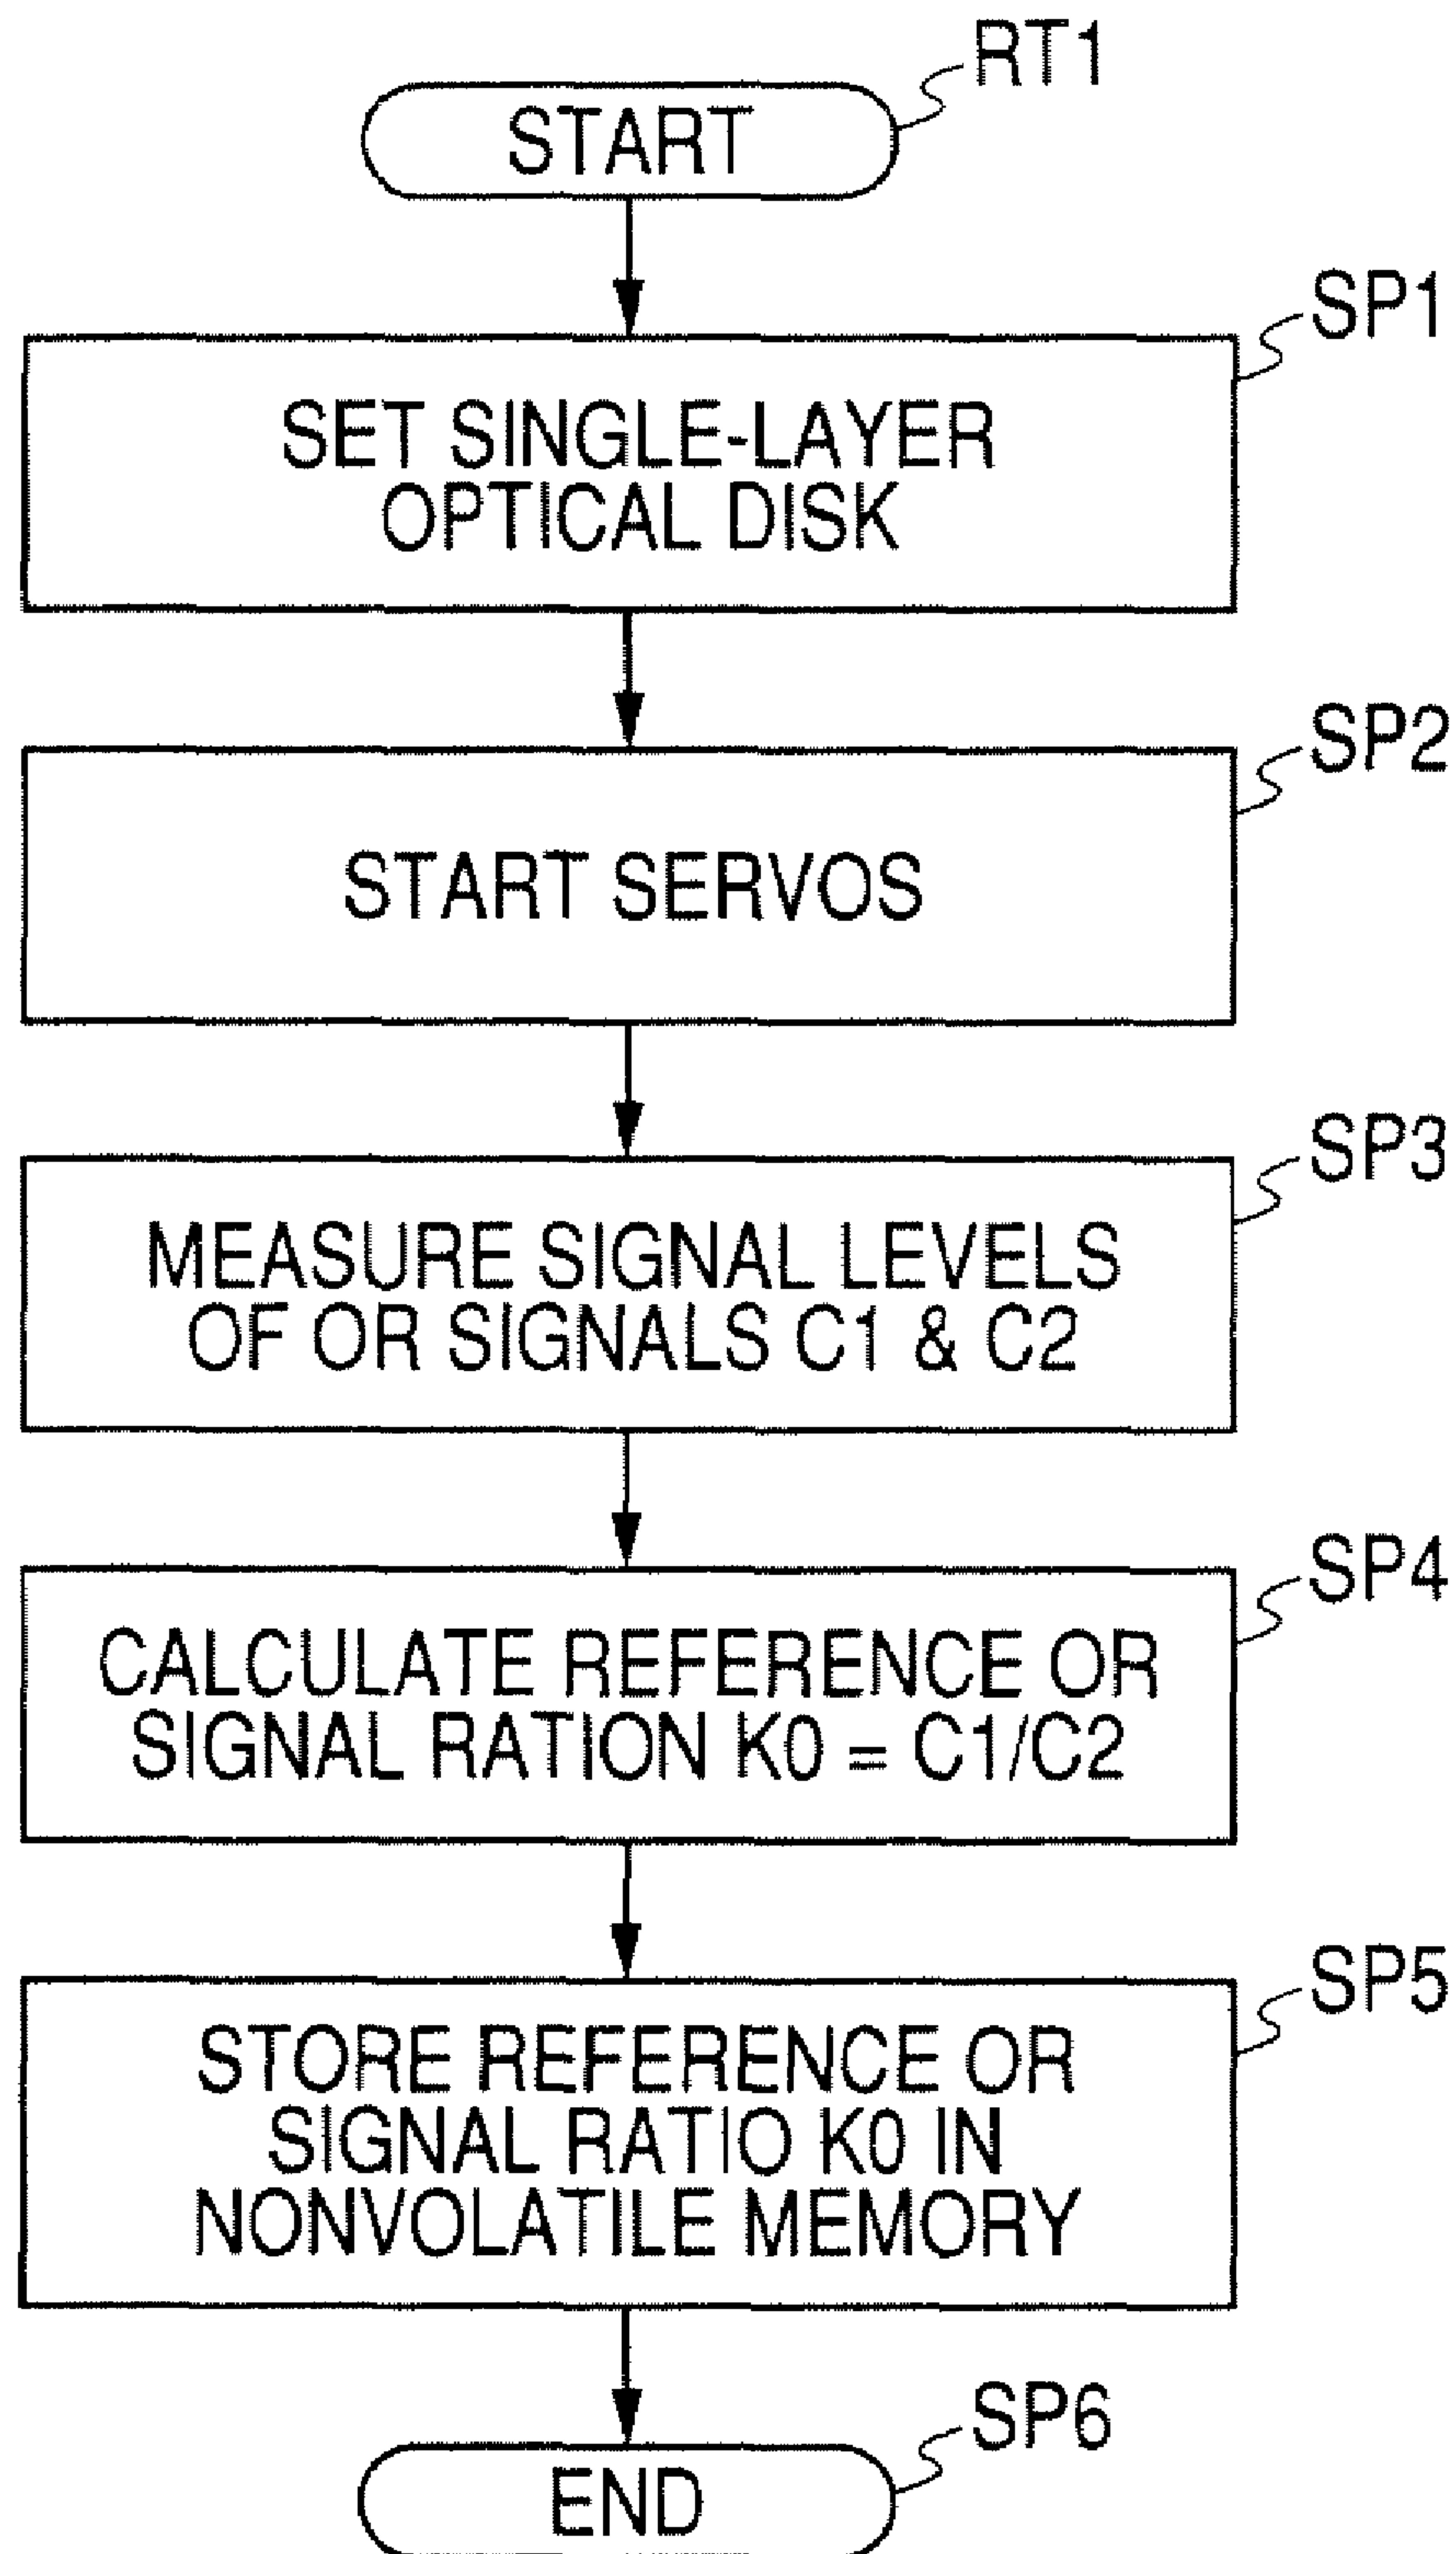 RT1
START
SP1
SET SINGLE-LAYER
OPTICAL DISK
SP2
START SERVOS
SP3
MEASURE SIGNAL LEVELS
OF OR SIGNALS C1 & C2
SP4
CALCULATE REFERENCE OR
SIGNAL RATION K0 = C1/C2
SP5
STORE REFERENCE OR
SIGNAL RATIO K0 IN
NONVOLATILE MEMORY
SP6
END